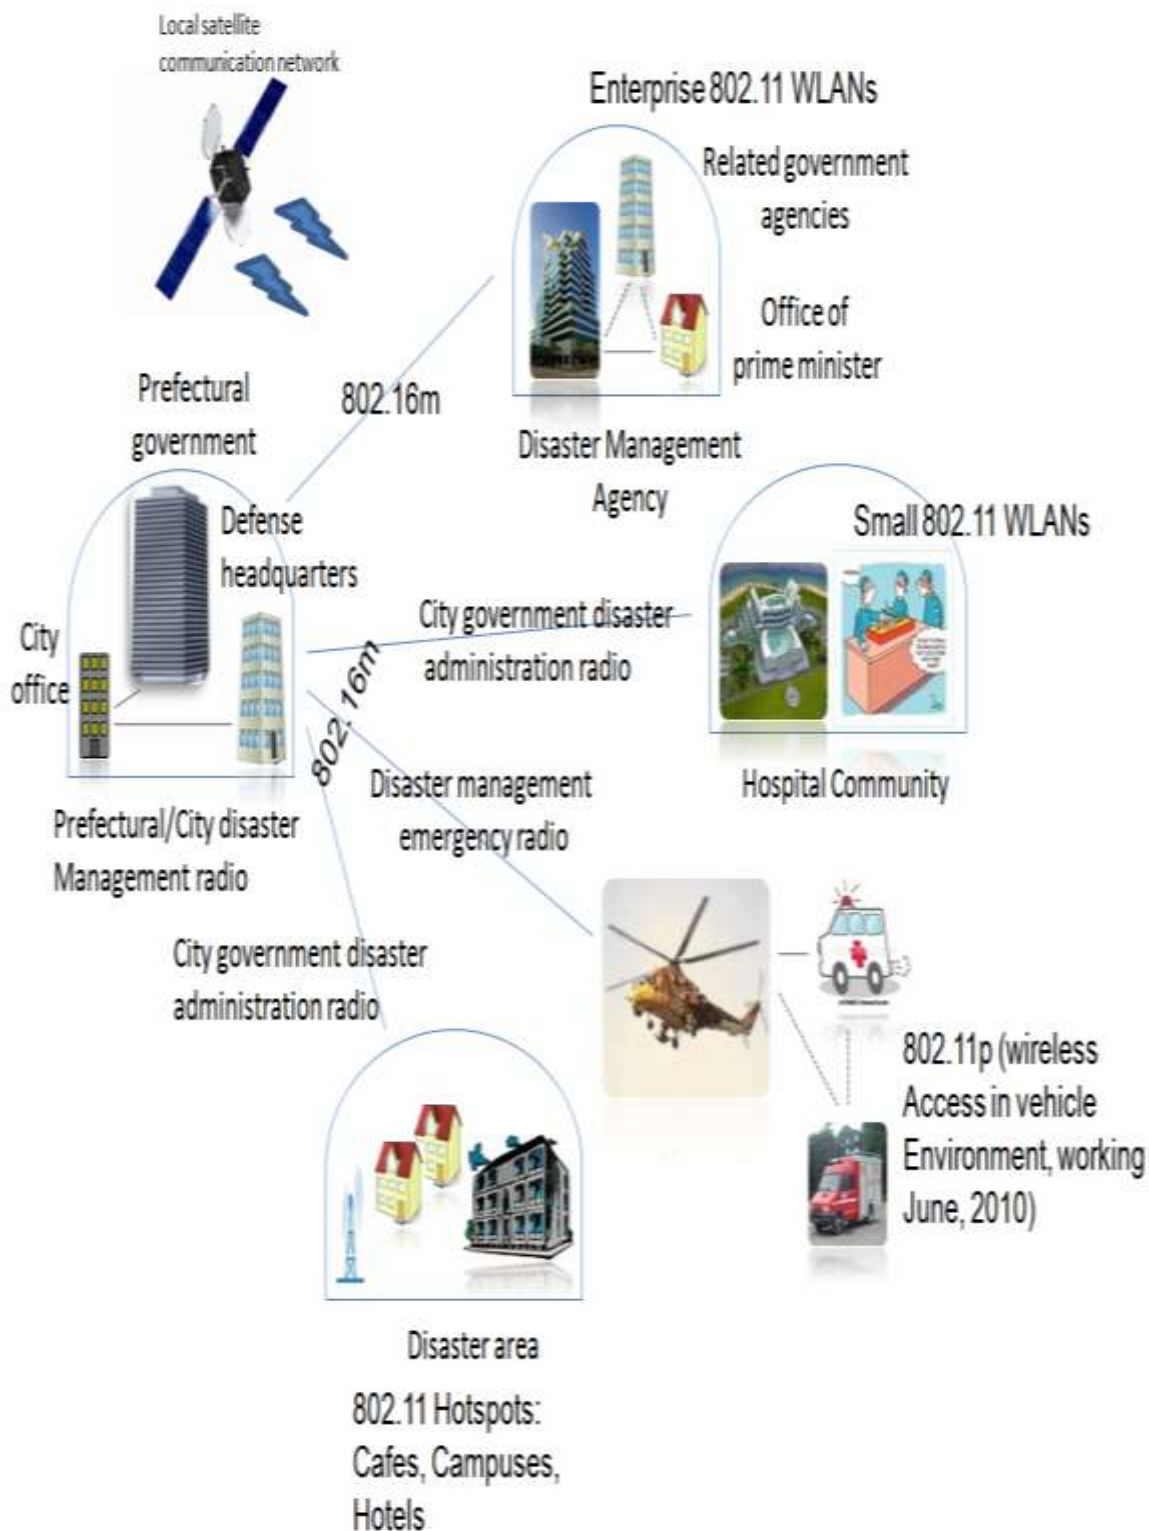 Local satellite
communication network
Enterprise 802.11 WLANs
Related government
agencies
Office of
prime minister
802.16m
Disaster Management
Agency
Prefectural
government
Defense
headquarters
City
office
Small 802.11 WLANs
City government disaster
administration radio
802.16m
Hospital Community
Disaster management
emergency radio
Prefectural/City disaster
Management radio
City government disaster
administration radio
802.11p (wireless
Access in vehicle
Environment, working
June, 2010)
Disaster area
802.11 Hotspots:
Cafes, Campuses,
Hotels